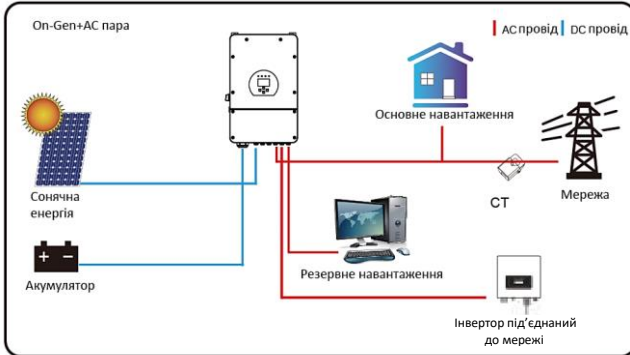 On-Gen+AC пара
AC провід
DC провід
Основне навантаження
Сонячна
енергія
CT
Мережа
Резервне навантаження
Акумулятор
Інвертор під’єднаний
до мережі